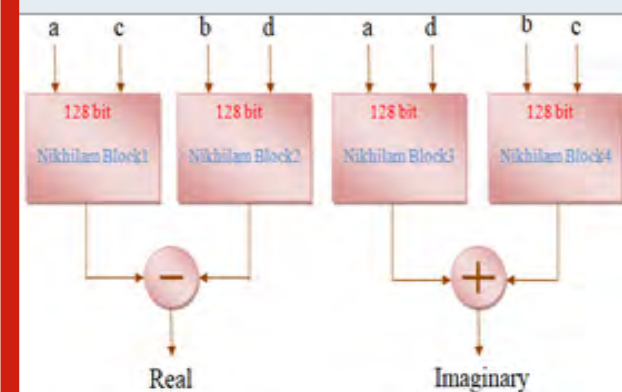 a c b d a d b c
128 bit 128 bit 128 bit 128 bit
Nikhilam Block1 Nikhilam Block2 Nikhilam Block3 Nikhilam Block4
− +
Real Imaginary